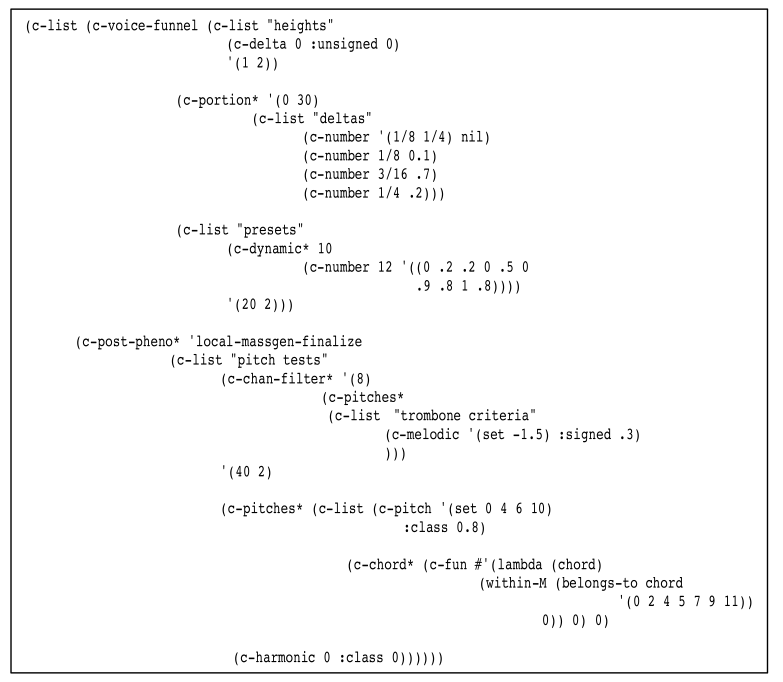 (c-list (c-voice-funnel (c-list "heights"
(c-delta 0 :unsigned 0)
'(1 2))
(c-portion* '(0 30)
(c-list "deltas"
(c-number '(1/8 1/4) nil)
(c-number 1/8 0.1)
(c-number 3/16 .7)
(c-number 1/4 .2)))
(c-list "presets"
(c-dynamic* 10
(c-number 12 '((0 .2 .2 0 .5 0
.9 .8 1 .8))))
'(20 2)))
(c-post-pheno* 'local-massgen-finalize
(c-list "pitch tests"
(c-chan-filter* '(8)
(c-pitches*
(c-list "trombone criteria"
(c-melodic '(set -1.5) :signed .3)
)))
'(40 2)
(c-pitches* (c-list (c-pitch '(set 0 4 6 10)
:class 0.8)
(c-chord* (c-fun #'(lambda (chord)
(within-M (belongs-to chord
'(0 2 4 5 7 9 11))
0)) 0) 0)
(c-harmonic 0 :class 0))))))